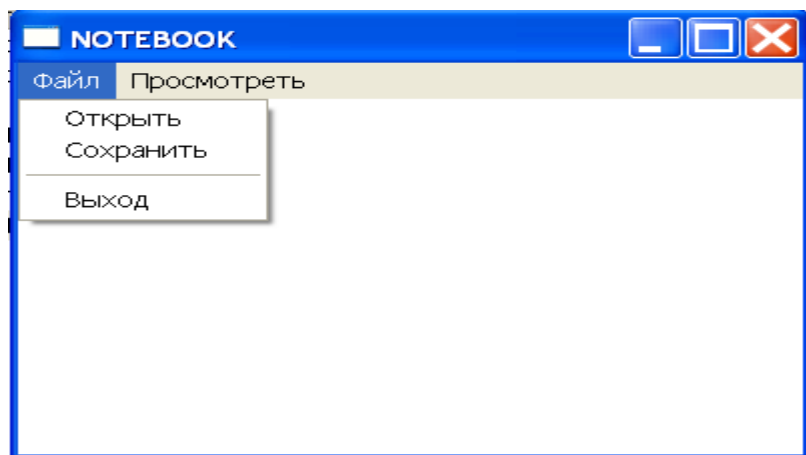 NOTEBOOK
Файл Просмотреть
Открыть
Сохранить
Выход